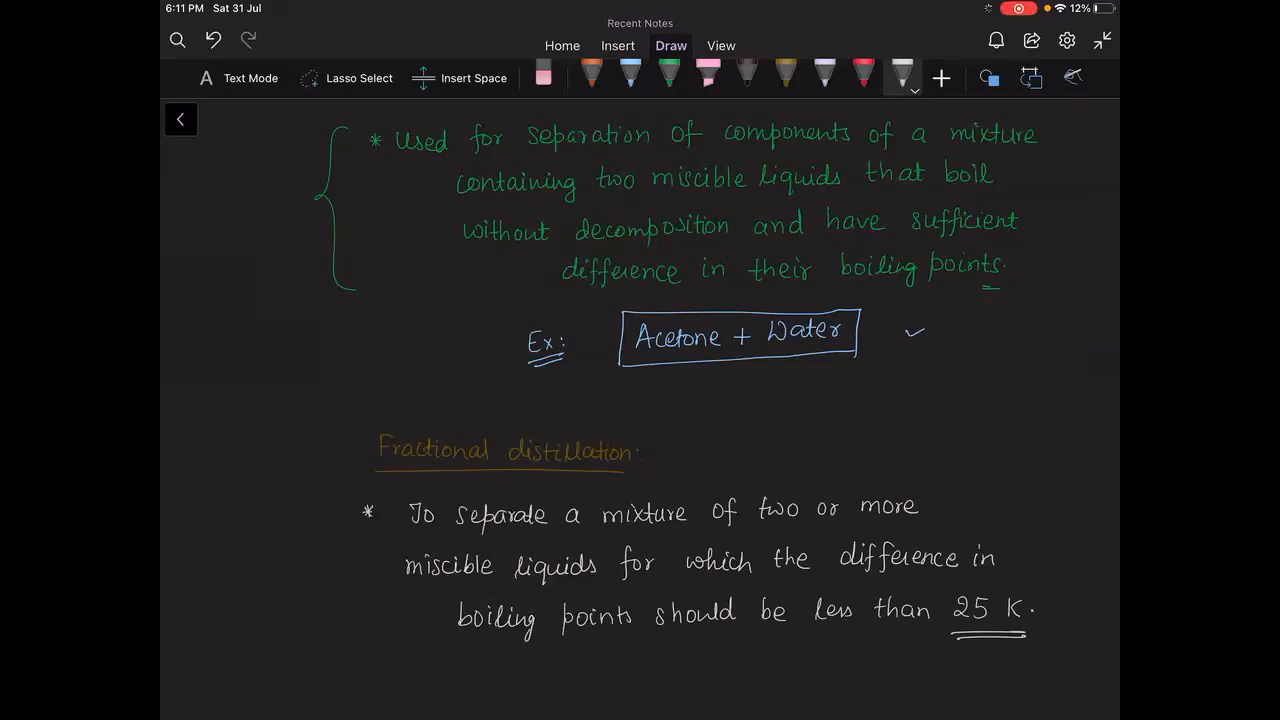 6:11 PM Sat 31 Jul
12%
Recent Notes
Home Insert Draw View
Text Mode Lasso Select Insert Space
* Used for separation of components of a mixture
containing two miscible liquids that boil
without decomposition and have sufficient
difference in their boiling points.
Ex: Acetone + Water
Fractional distillation:
* To separate a mixture of two or more
miscible liquids for which the difference in
boiling points should be less than 25 K.